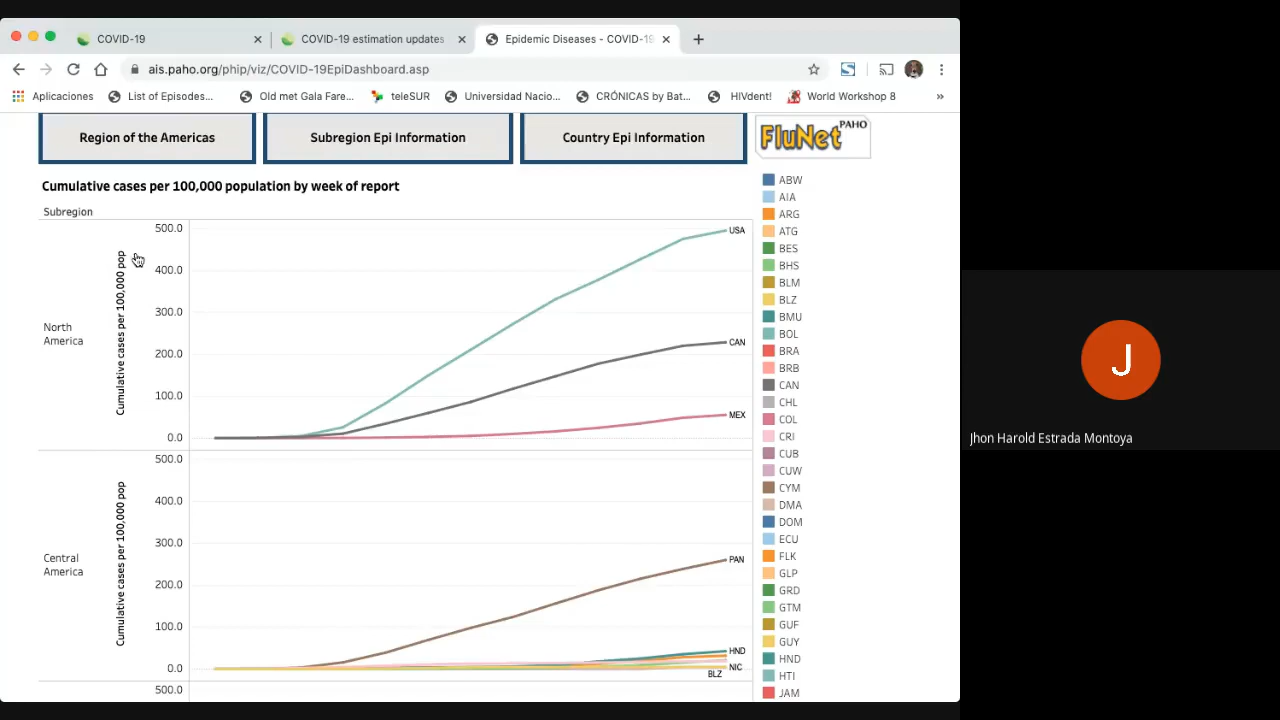 COVID-19
COVID-19 estimation updates
Epidemic Diseases - COVID-19
ais.paho.org/phip/viz/COVID-19EpiDashboard.asp
Aplicaciones
List of Episodes...
Old met Gala Fare...
teleSUR
Universidad Nacio...
CRÓNICAS by Bat...
HIVdent!
World Workshop 8
»
Region of the Americas
Subregion Epi Information
Country Epi Information
FluNet PAHO
Cumulative cases per 100,000 population by week of report
Subregion
North
America
Cumulative cases per 100,000 pop
500.0
400.0
300.0
200.0
100.0
0.0
USA
CAN
MEX
Central
America
Cumulative cases per 100,000 pop
500.0
400.0
300.0
200.0
100.0
0.0
PAN
HND
NIC
BLZ
500.0
ABW
AIA
ARG
ATG
BES
BHS
BLM
BLZ
BMU
BOL
BRA
BRB
CAN
CHL
COL
CRI
CUB
CUW
CYM
DMA
DOM
ECU
FLK
GLP
GRD
GTM
GUF
GUY
HND
HTI
JAM
J
Jhon Harold Estrada Montoya